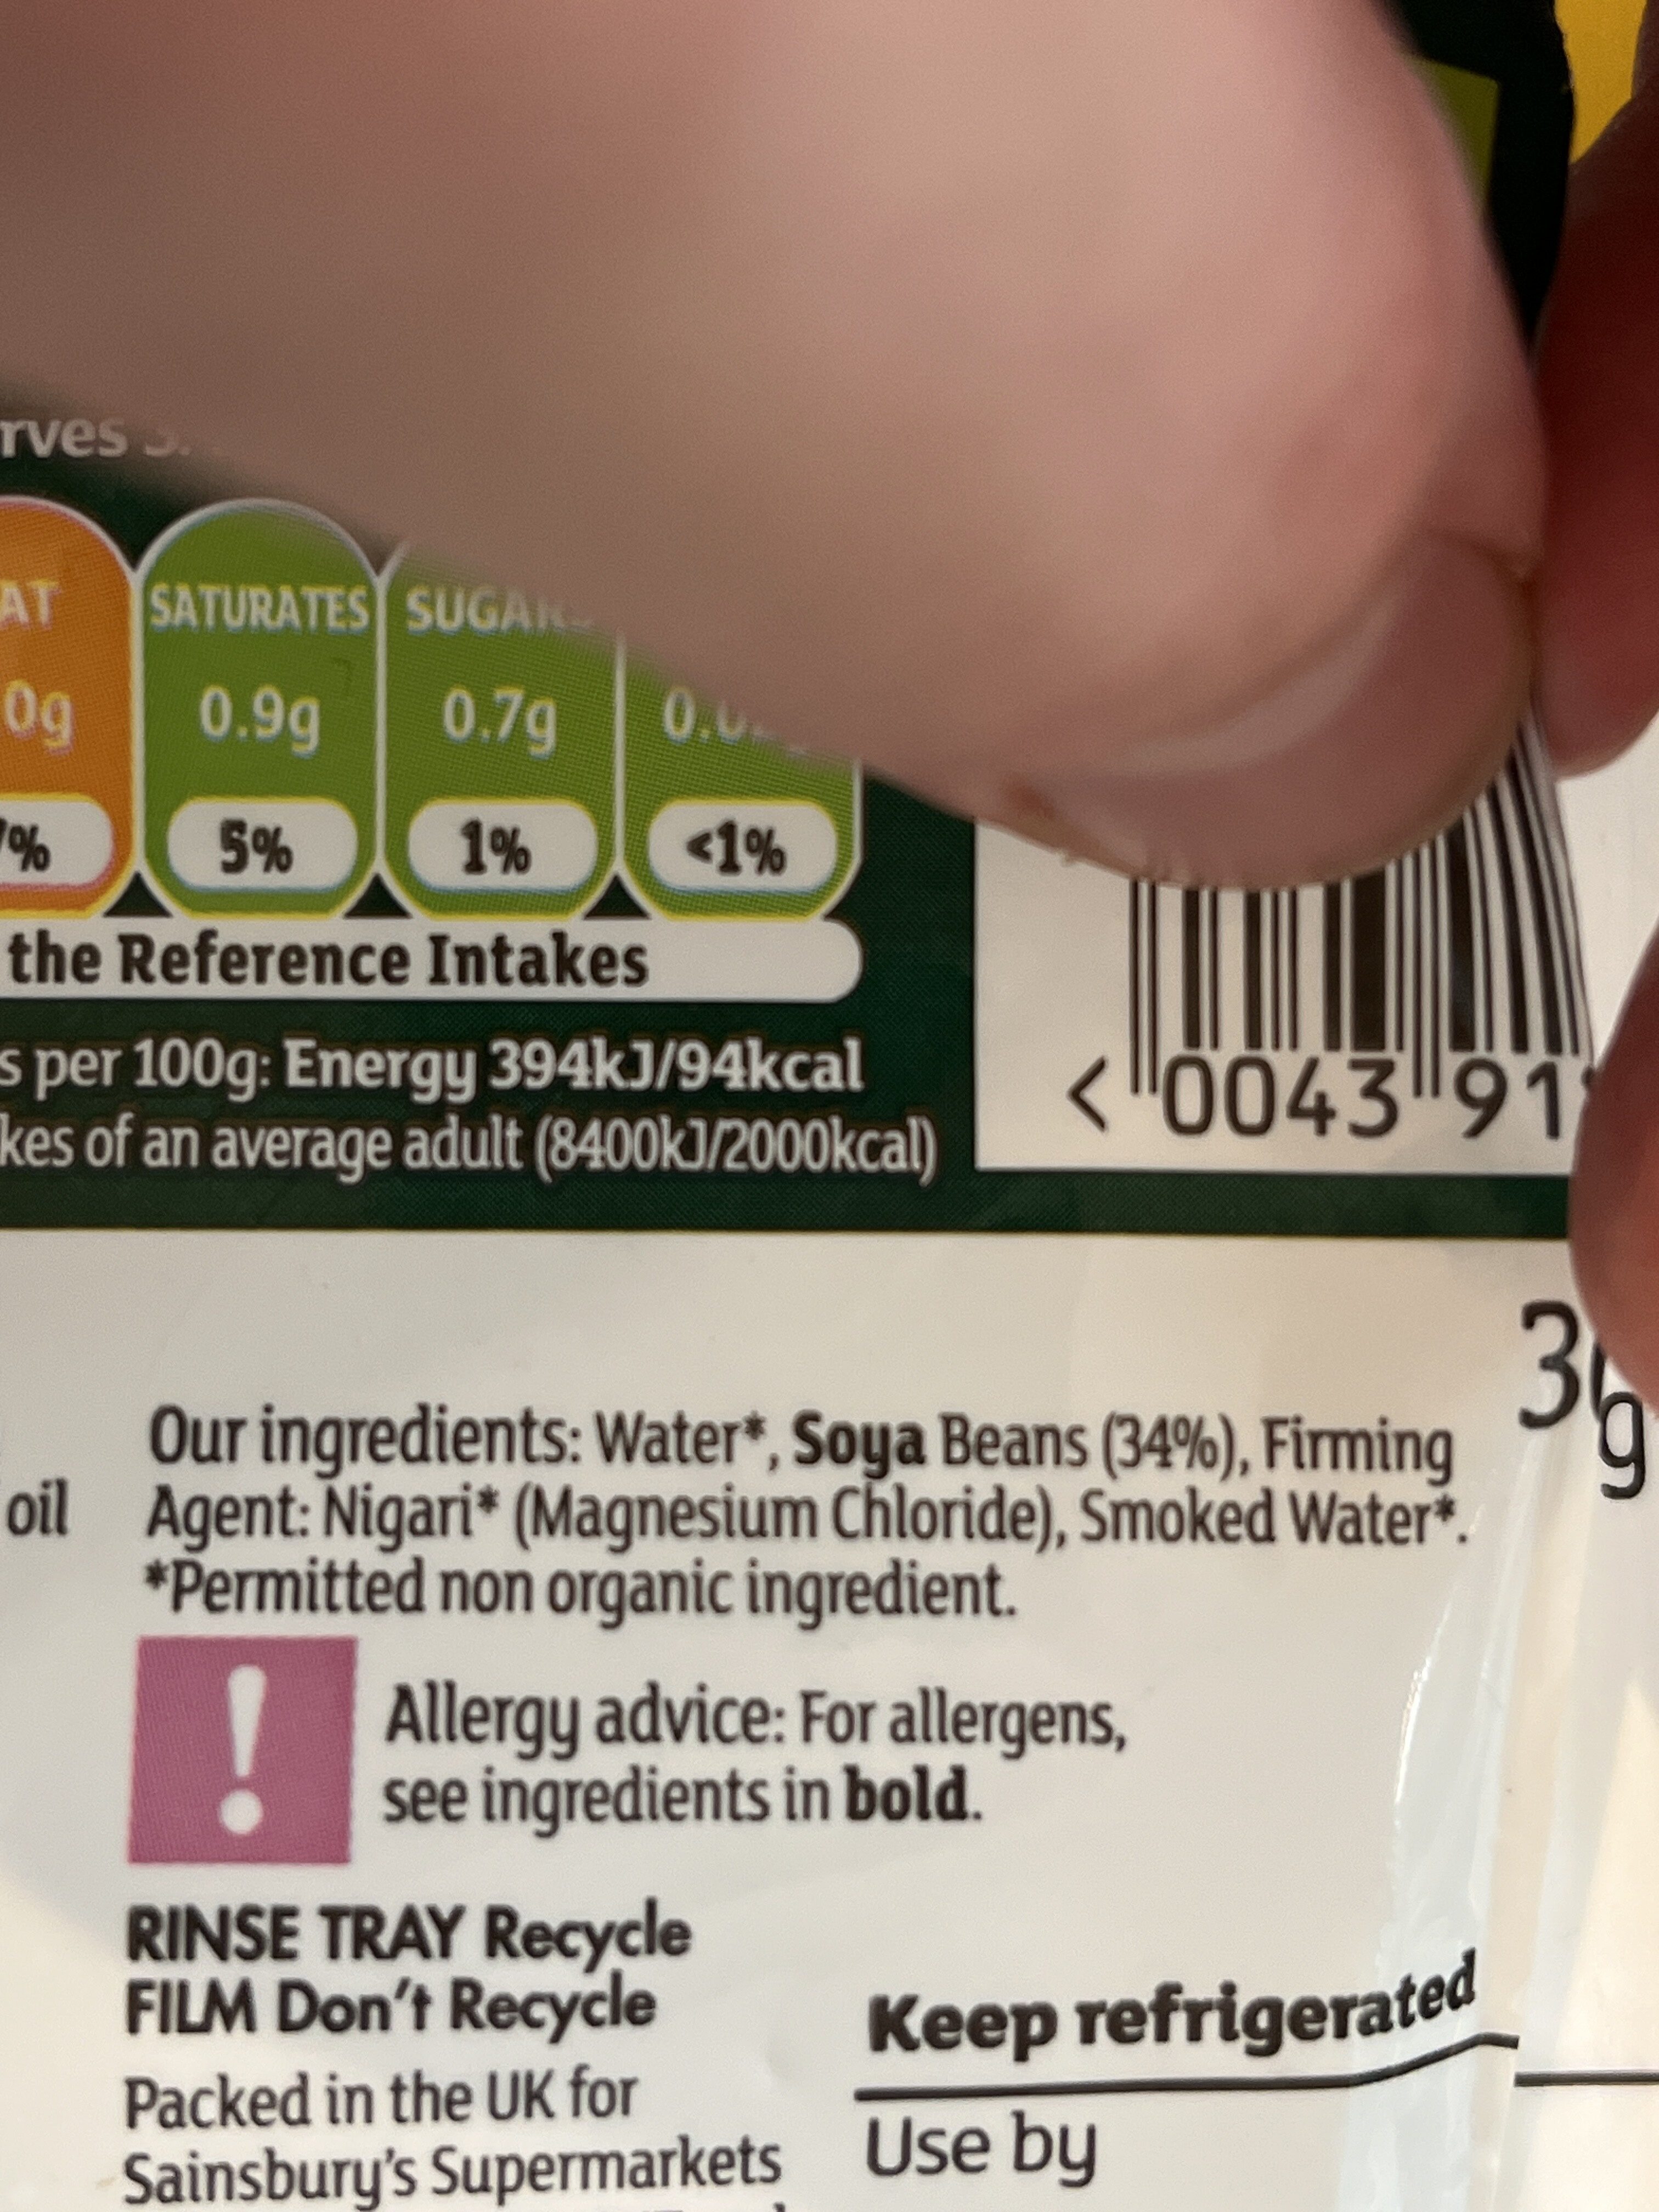 SATURATES
0g 0.9g 0.7g
5% 1% <1%
the Reference Intakes
per 100g: Energy 394kJ/94kcal
of an average adult (8400kJ/2000kcal)
< 0043 91
Our ingredients: Water*, Soya Beans (34%), Firming
oil Agent: Nigari* (Magnesium Chloride), Smoked Water*.
*Permitted non organic ingredient.
g
!
Allergy advice: For allergens,
see ingredients in bold.
RINSE TRAY Recycle
FILM Don't Recycle
Keep refrigerated
Packed in the UK for
Sainsbury's Supermarkets
Use by